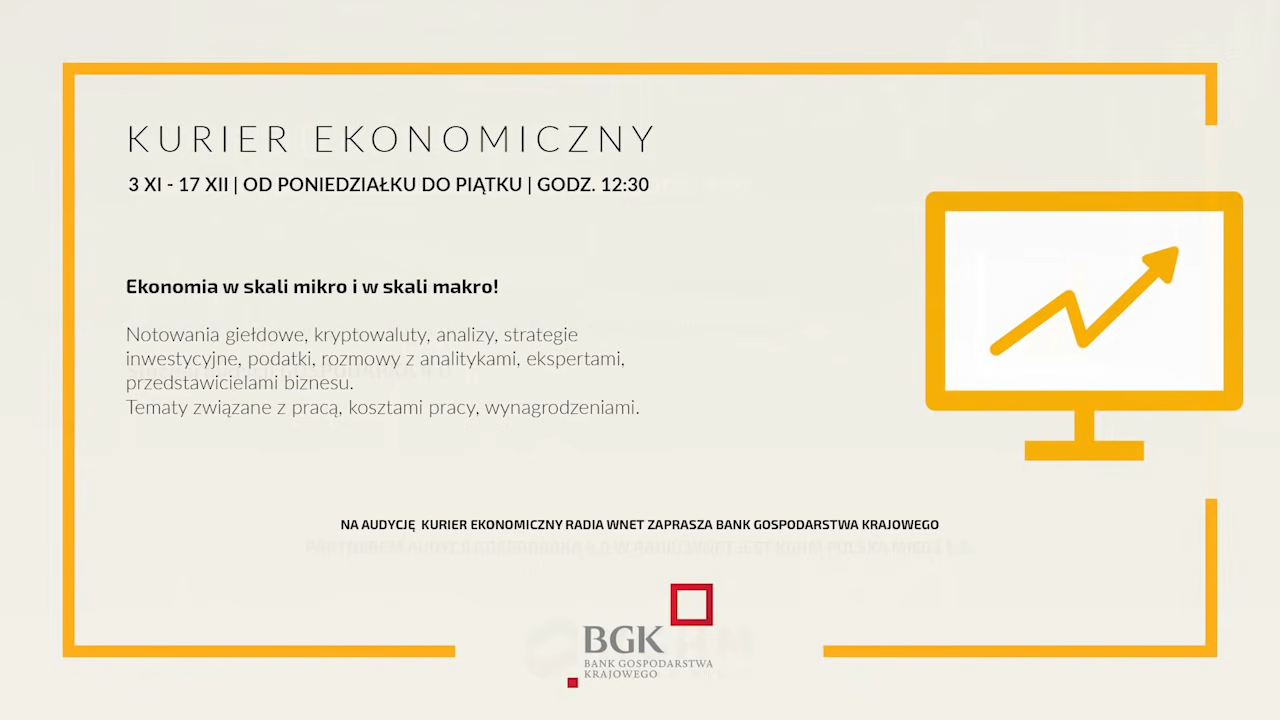 KURIER EKONOMICZNY
3 XI - 17 XII | OD PONIEDZIAŁKU DO PIĄTKU | GODZ. 12:30
Ekonomia w skali mikro i w skali makro!
Notowania giełdowe, kryptowaluty, analizy, strategie
inwestycyjne, podatki, rozmowy z analitykami, ekspertami,
przedstawicielami biznesu.
Tematy związane z pracą, kosztami pracy, wynagrodzeniami.
NA AUDYCJĘ KURIER EKONOMICZNY RADIA WNET ZAPRASZA BANK GOSPODARSTWA KRAJOWEGO
BGK
BANK GOSPODARSTWA
KRAJOWEGO